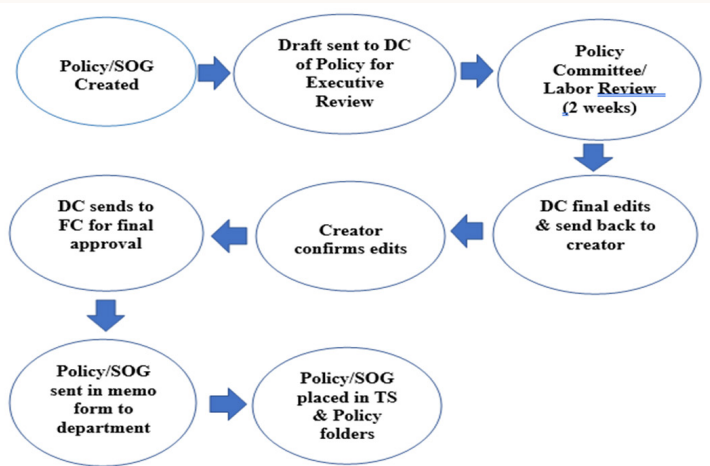 Policy/SOG
Created
Draft sent to DC
of Policy for
Executive
Review
Policy
Committee/
Labor Review
(2 weeks)
DC final edits
& send back to
creator
Creator
confirms edits
DC sends to
FC for final
approval
Policy/SOG
sent in memo
form to
department
Policy/SOG
placed in TS
& Policy
folders